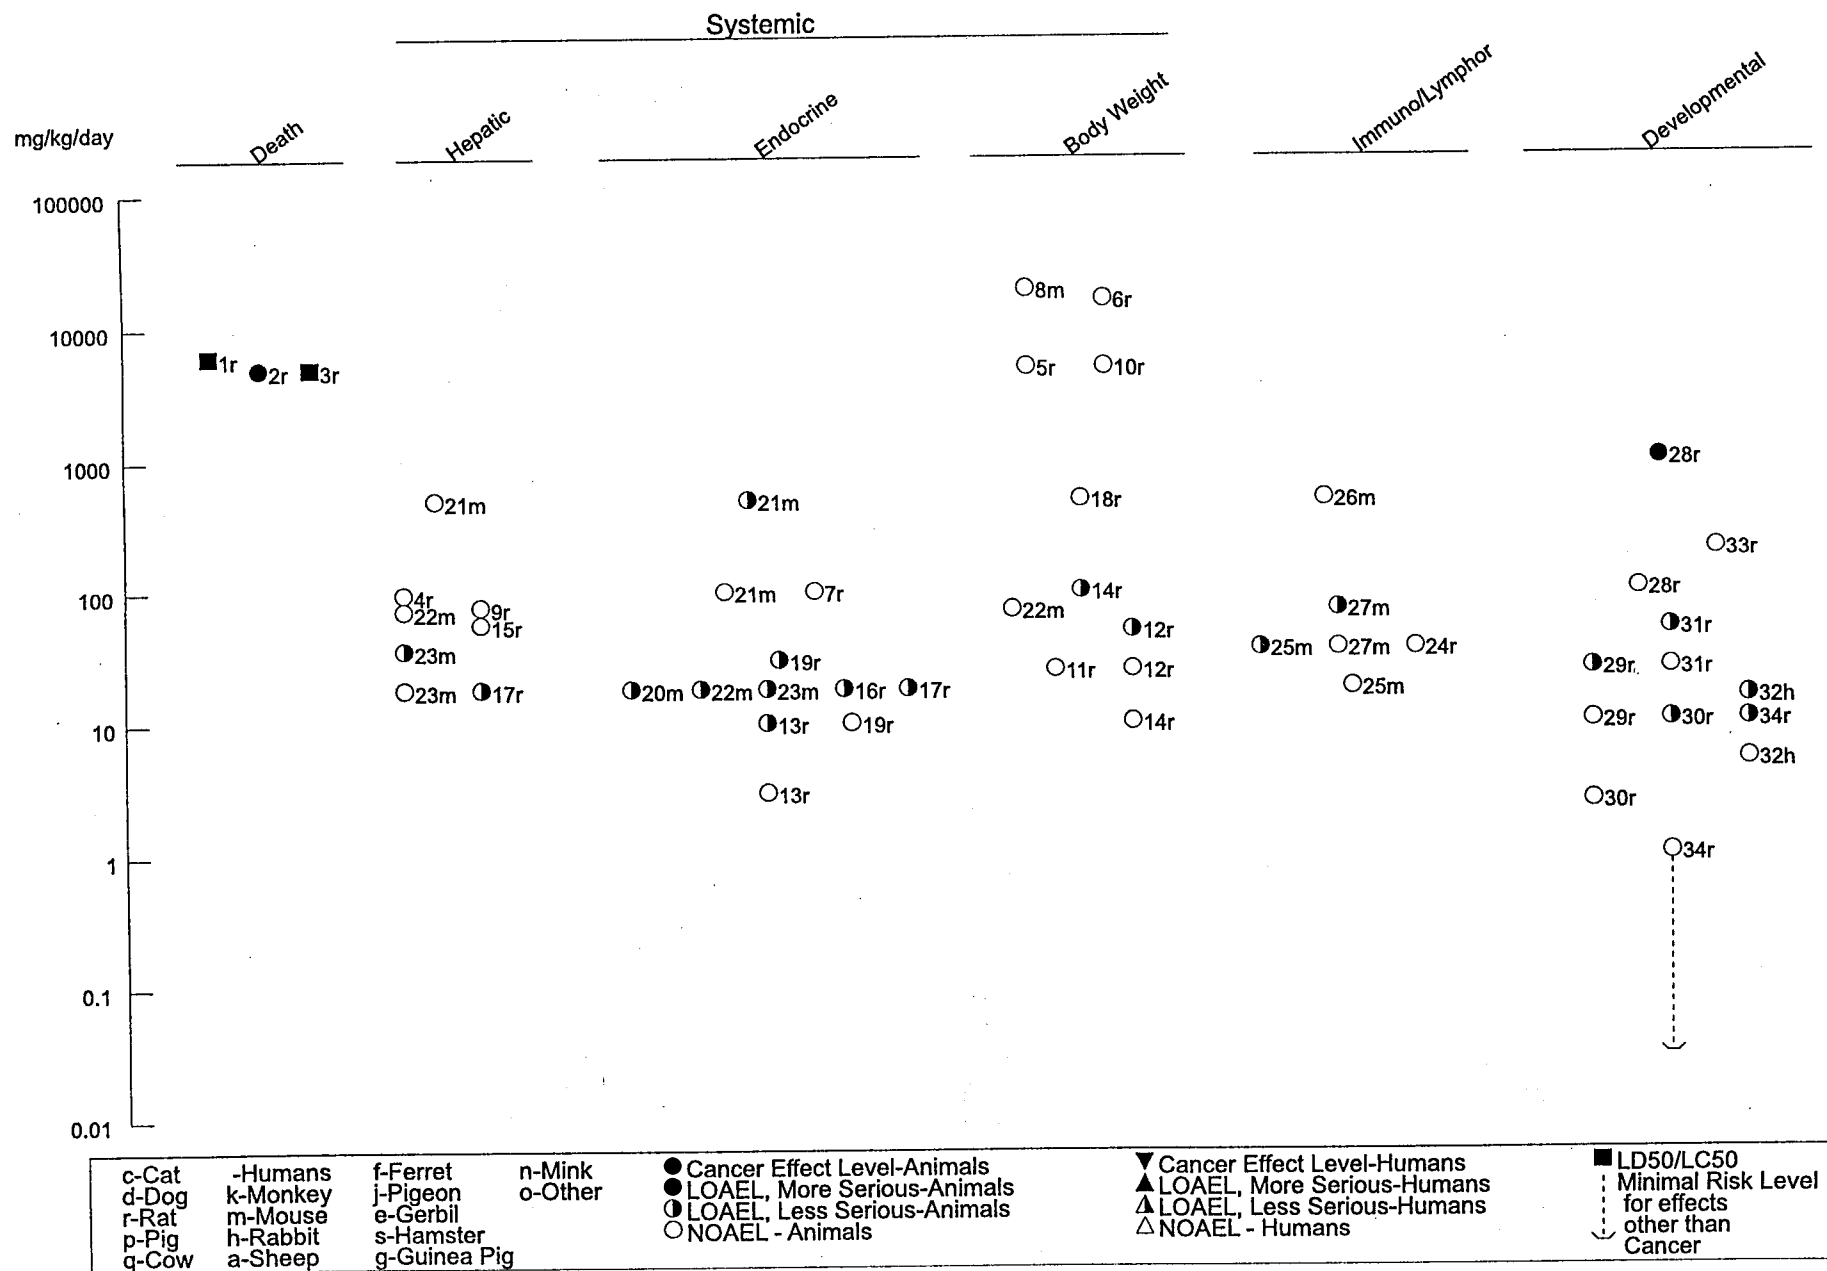 Systemic
mg/kg/day
Death
Hepatic
Endocrine
Body Weight
Immuno/Lymphor
Developmental
100000
8m
6r
10000
1r
2r
3r
5r
10r
28r
1000
21m
21m
18r
26m
33r
4r
21m
7r
28r
100
22m
9r
14r
15r
22m
27m
12r
31r
23m
19r
25m
27m
24r
11r
12r
29r
31r
23m
17r
20m
22m
23m
16r
17r
25m
32h
13r
19r
14r
29r
30r
34r
10
32h
13r
30r
34r
1
0.1
0.01
c-Cat
-Humans
f-Ferret
n-Mink
d-Dog
k-Monkey
j-Pigeon
o-Other
r-Rat
m-Mouse
e-Gerbil
p-Pig
h-Rabbit
s-Hamster
q-Cow
a-Sheep
g-Guinea Pig
Cancer Effect Level-Animals
LOAEL, More Serious-Animals
LOAEL, Less Serious-Animals
NOAEL - Animals
Cancer Effect Level-Humans
LOAEL, More Serious-Humans
LOAEL, Less Serious-Humans
NOAEL - Humans
LD50/LC50
Minimal Risk Level
for effects
other than
Cancer